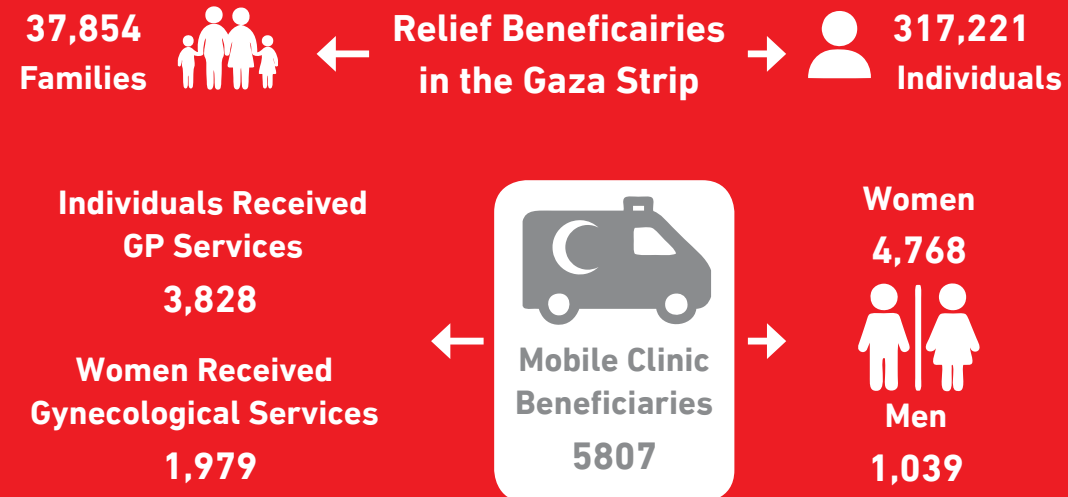 37,854
Families
Relief Beneficairies
in the Gaza Strip
317,221
Individuals
Individuals Received
GP Services
3,828
Women Received
Gynecological Services
1,979
Mobile Clinic
Beneficiaries
5807
Women
4,768
Men
1,039